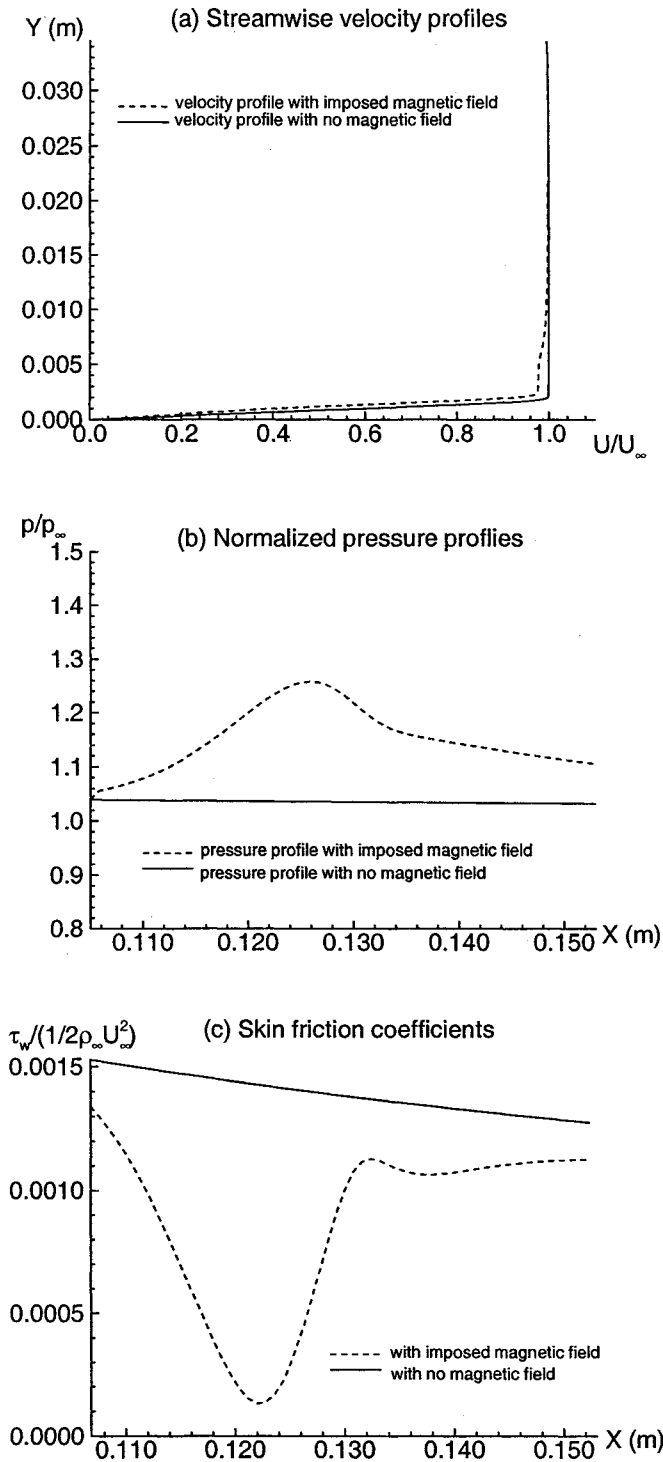 (a) Streamwise velocity profiles
Y (m)
0.030
0.025
0.020
0.015
0.010
0.005
0.000
velocity profile with imposed magnetic field
velocity profile with no magnetic field
0.0 0.2 0.4 0.6 0.8 1.0 U/U∞
(b) Normalized pressure proflies
p/p∞
1.5
1.4
1.3
1.2
1.1
1.0
0.9
0.8
pressure profile with imposed magnetic field
pressure profile with no magnetic field
0.110 0.120 0.130 0.140 0.150 X (m)
(c) Skin friction coefficients
τw/(1/2ρ∞U²∞)
0.0015
0.0010
0.0005
0.0000
with imposed magnetic field
with no magnetic field
0.110 0.120 0.130 0.140 0.150 X (m)